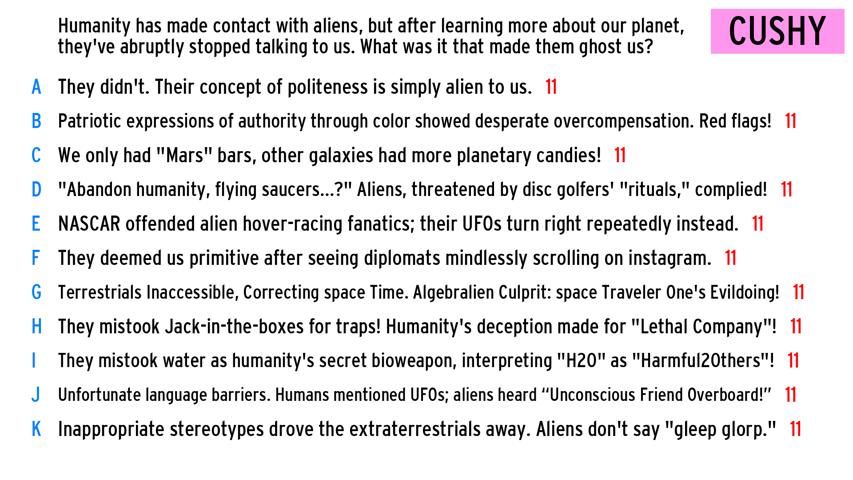 Humanity has made contact with aliens, but after learning more about our planet,
they've abruptly stopped talking to us. What was it that made them ghost us?
CUSHY
A They didn't. Their concept of politeness is simply alien to us. 11
B Patriotic expressions of authority through color showed desperate overcompensation. Red flags! 11
C We only had "Mars" bars, other galaxies had more planetary candies! 11
D "Abandon humanity, flying saucers...?" Aliens, threatened by disc golfers' "rituals," complied! 11
E NASCAR offended alien hover-racing fanatics; their UFOs turn right repeatedly instead. 11
F They deemed us primitive after seeing diplomats mindlessly scrolling on instagram. 11
G Terrestrials Inaccessible, Correcting space Time. Algebralien Culprit: space Traveler One's Evildoing! 11
H They mistook Jack-in-the-boxes for traps! Humanity's deception made for "Lethal Company"! 11
I They mistook water as humanity's secret bioweapon, interpreting "H2O" as "Harmful2Others"! 11
J Unfortunate language barriers. Humans mentioned UFOs; aliens heard “Unconscious Friend Overboard!” 11
K Inappropriate stereotypes drove the extraterrestrials away. Aliens don't say "gleep glorp." 11